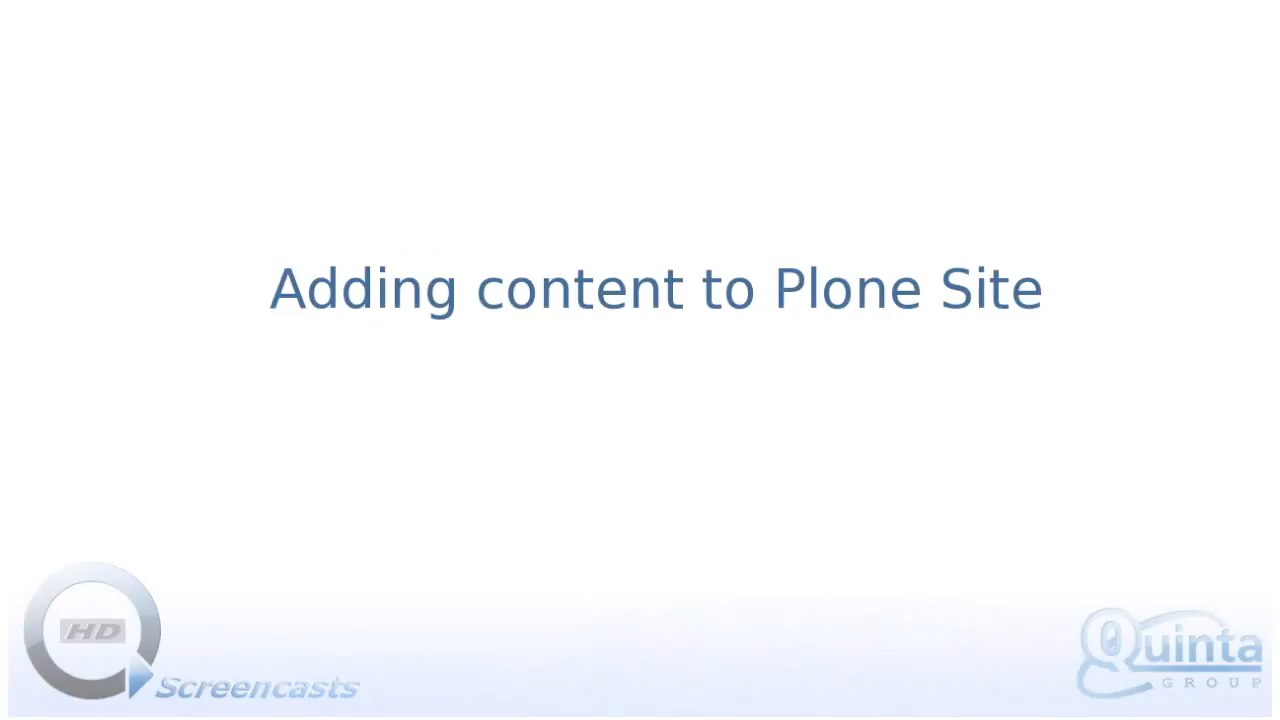 Adding content to Plone Site
HD
Screencasts
Quinta
GROUP